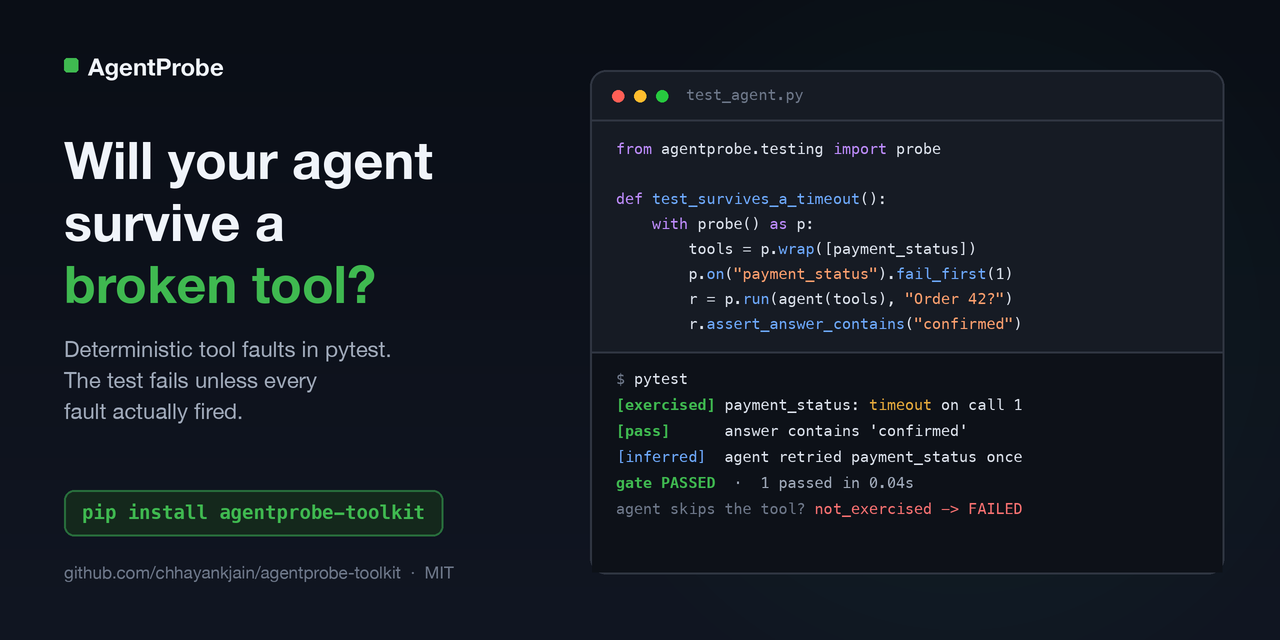 AgentProbe
Will your agent
survive a
broken tool?
Deterministic tool faults in pytest.
The test fails unless every
fault actually fired.
pip install agentprobe-toolkit
github.com/chhayankjain/agentprobe-toolkit · MIT
test_agent.py
from agentprobe.testing import probe
def test_survives_a_timeout():
    with probe() as p:
        tools = p.wrap([payment_status])
        p.on("payment_status").fail_first(1)
        r = p.run(agent(tools), "Order 42?")
        r.assert_answer_contains("confirmed")
$ pytest
[exercised] payment_status: timeout on call 1
[pass]      answer contains 'confirmed'
[inferred]  agent retried payment_status once
gate PASSED  ·  1 passed in 0.04s
agent skips the tool? not_exercised —> FAILED